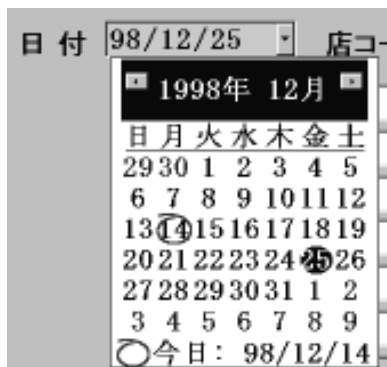 日付 98/12/25 店コー
1998年 12月
日月火水木金土
29 30 1 2 3 4 5
6 7 8 9 10 11 12
13 14 15 16 17 18 19
20 21 22 23 24 25 26
27 28 29 30 31 1 2
3 4 5 6 7 8 9
今日: 98/12/14